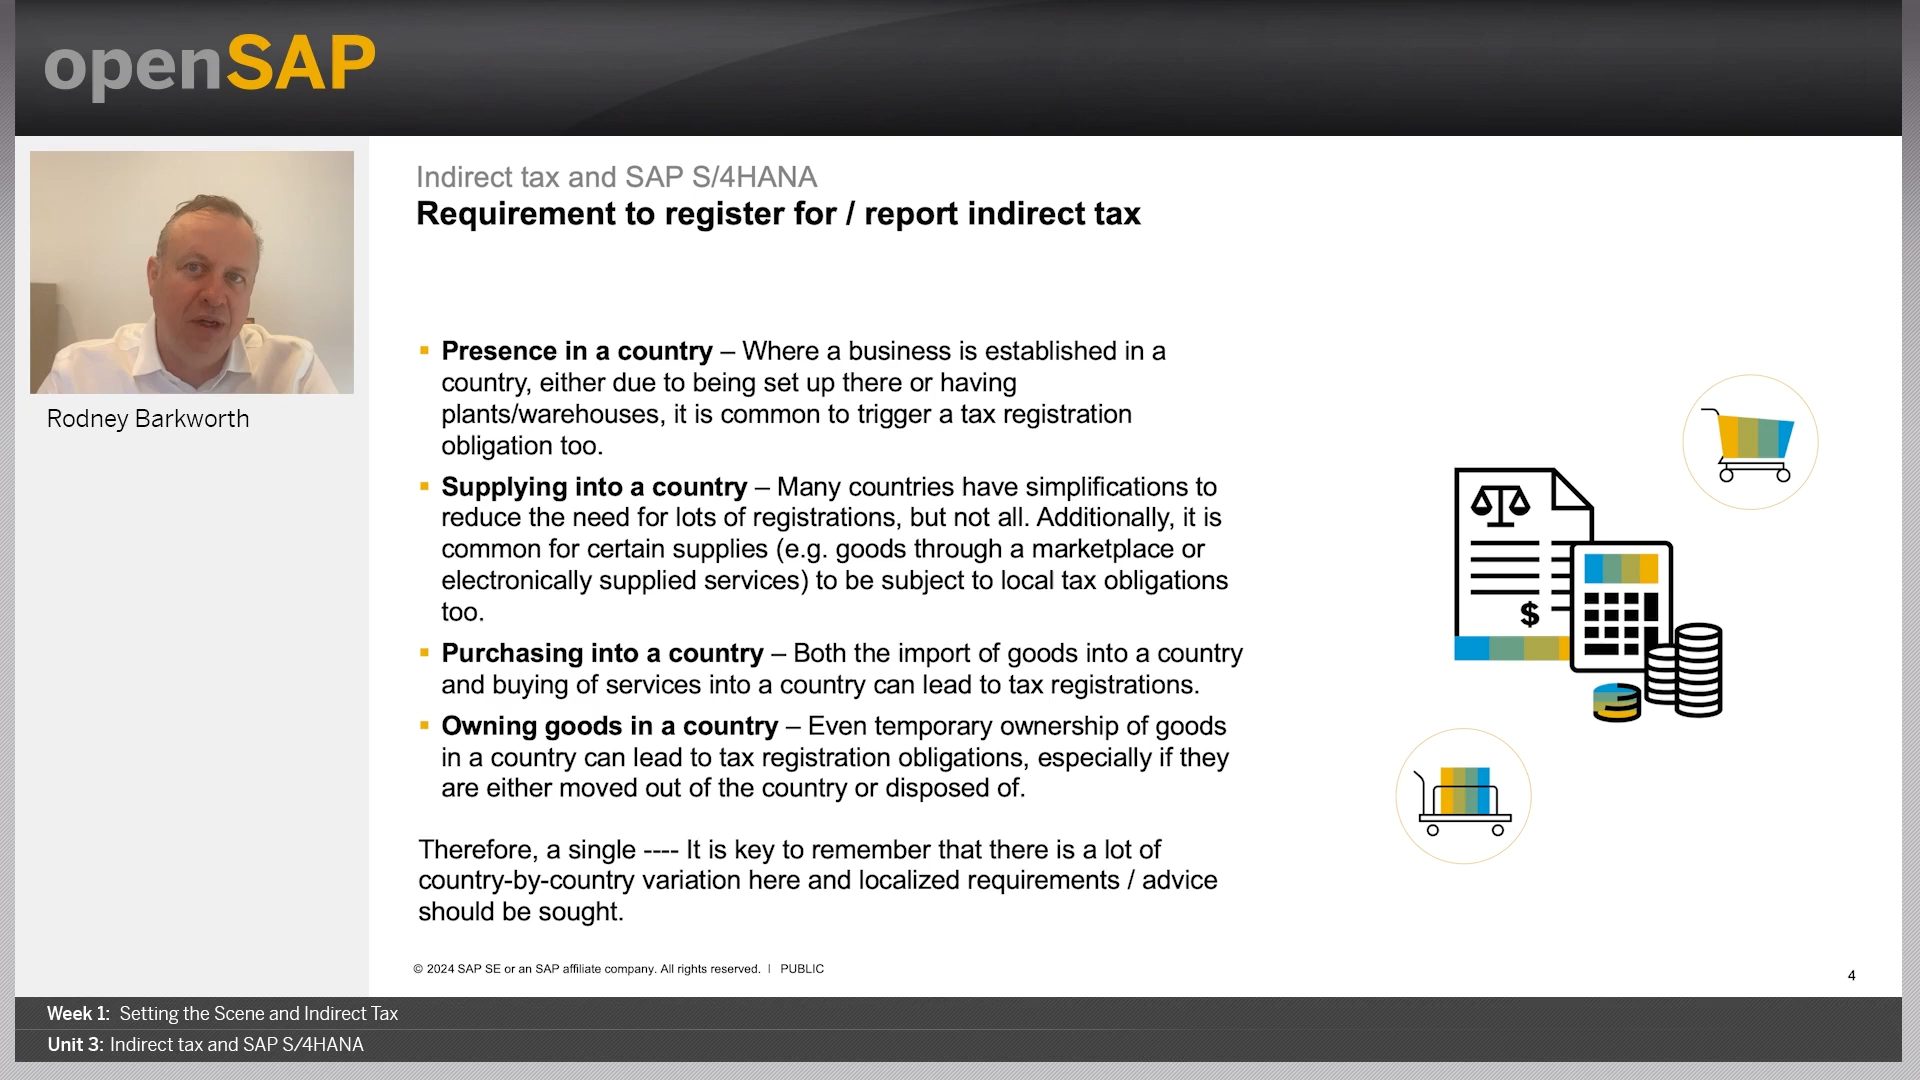 openSAP
Rodney Barkworth
Indirect tax and SAP S/4HANA
Requirement to register for / report indirect tax
▪ Presence in a country – Where a business is established in a
country, either due to being set up there or having
plants/warehouses, it is common to trigger a tax registration
obligation too.
▪ Supplying into a country – Many countries have simplifications to
reduce the need for lots of registrations, but not all. Additionally, it is
common for certain supplies (e.g. goods through a marketplace or
electronically supplied services) to be subject to local tax obligations
too.
▪ Purchasing into a country – Both the import of goods into a country
and buying of services into a country can lead to tax registrations.
▪ Owning goods in a country – Even temporary ownership of goods
in a country can lead to tax registration obligations, especially if they
are either moved out of the country or disposed of.
Therefore, a single ---- It is key to remember that there is a lot of
country-by-country variation here and localized requirements / advice
should be sought.
$
© 2024 SAP SE or an SAP affiliate company. All rights reserved. | PUBLIC
4
Week 1: Setting the Scene and Indirect Tax
Unit 3: Indirect tax and SAP S/4HANA